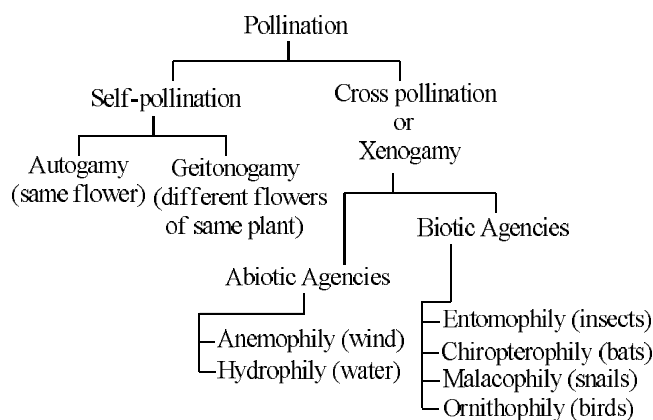 Pollination
Self-pollination
Cross pollination
or
Xenogamy
Autogamy
(same flower)
Geitonogamy
(different flowers
of same plant)
Biotic Agencies
Abiotic Agencies
Anemophily (wind)
Hydrophily (water)
Entomophily (insects)
Chiropterophily (bats)
Malacophily (snails)
Ornithophily (birds)